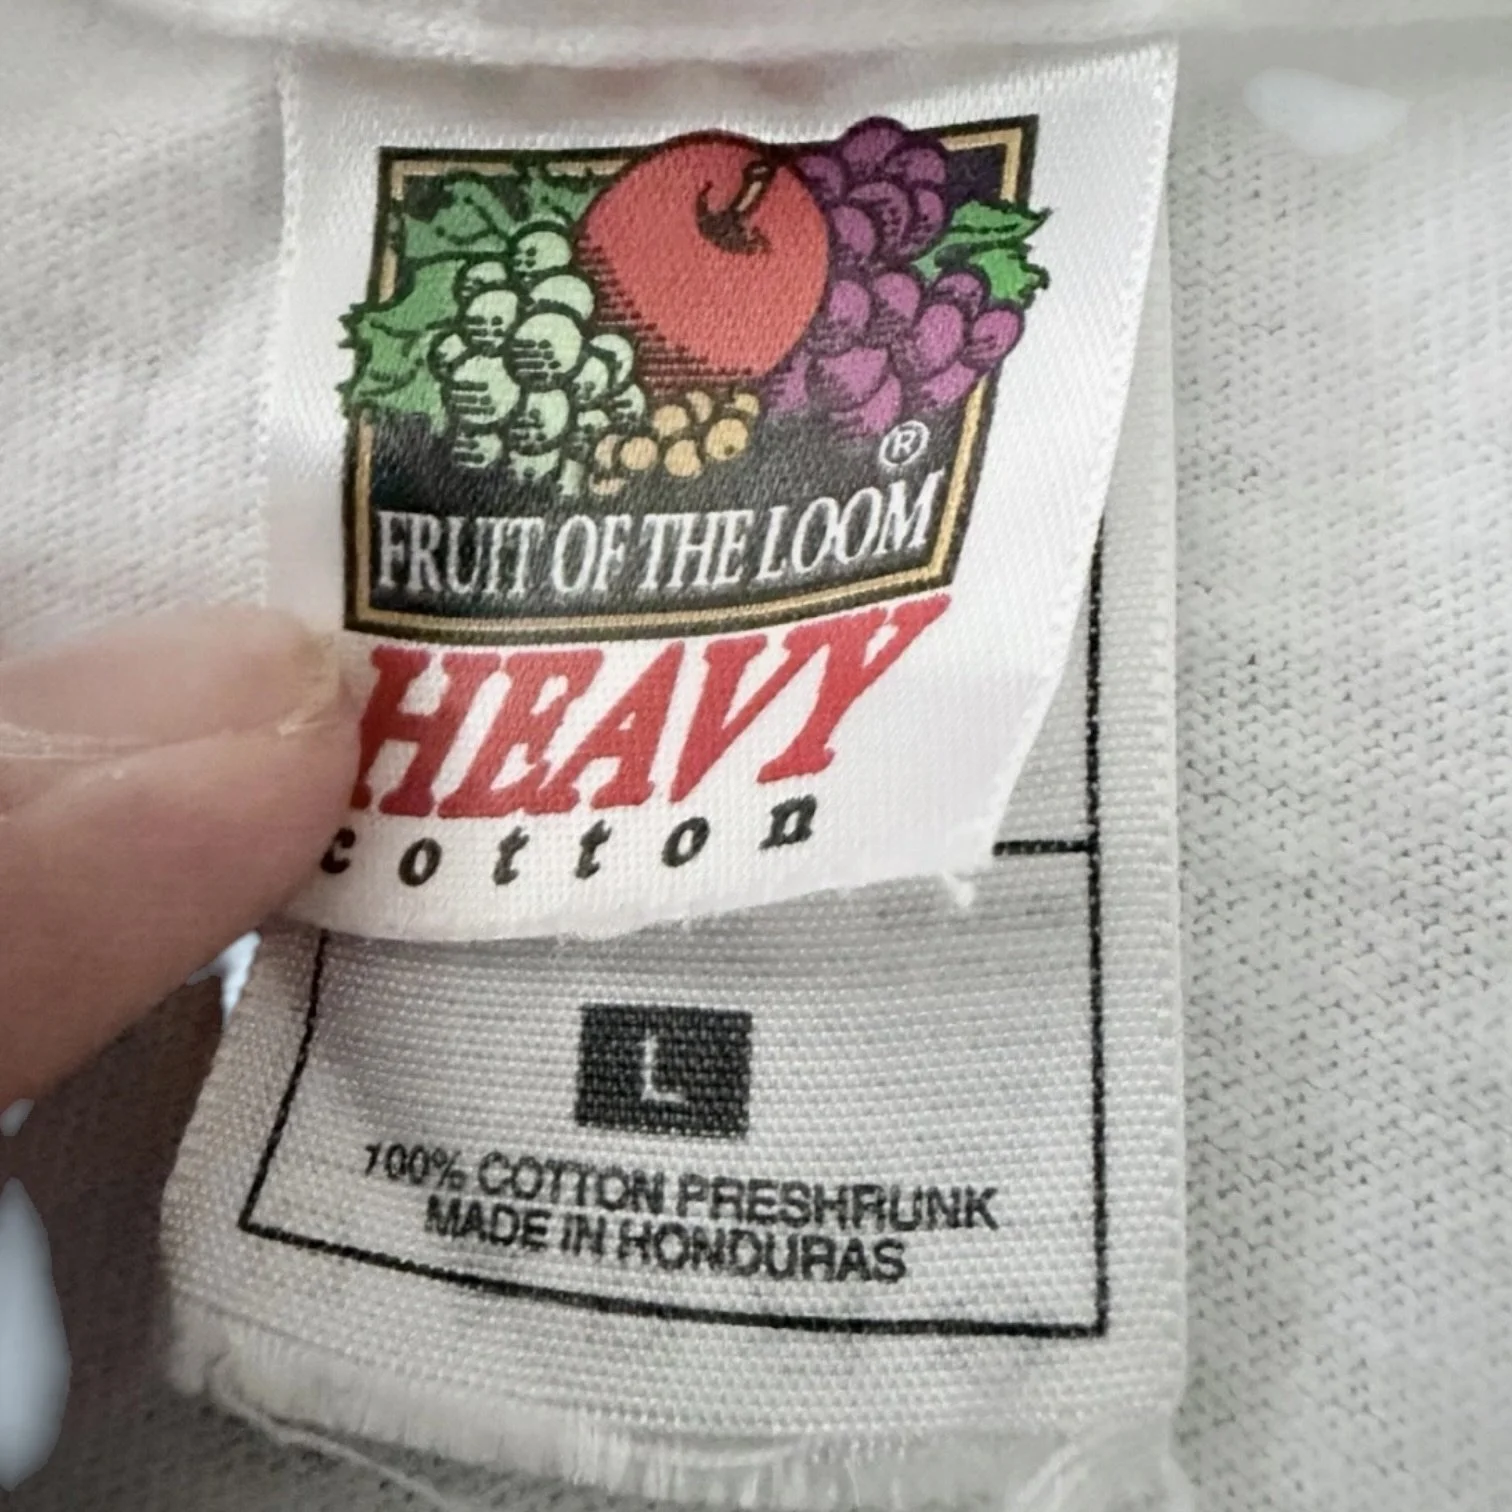 ®
FRUIT OF THE LOOM
HEAVY
cotton
L
100% COTTON PRESHRUNK
MADE IN HONDURAS